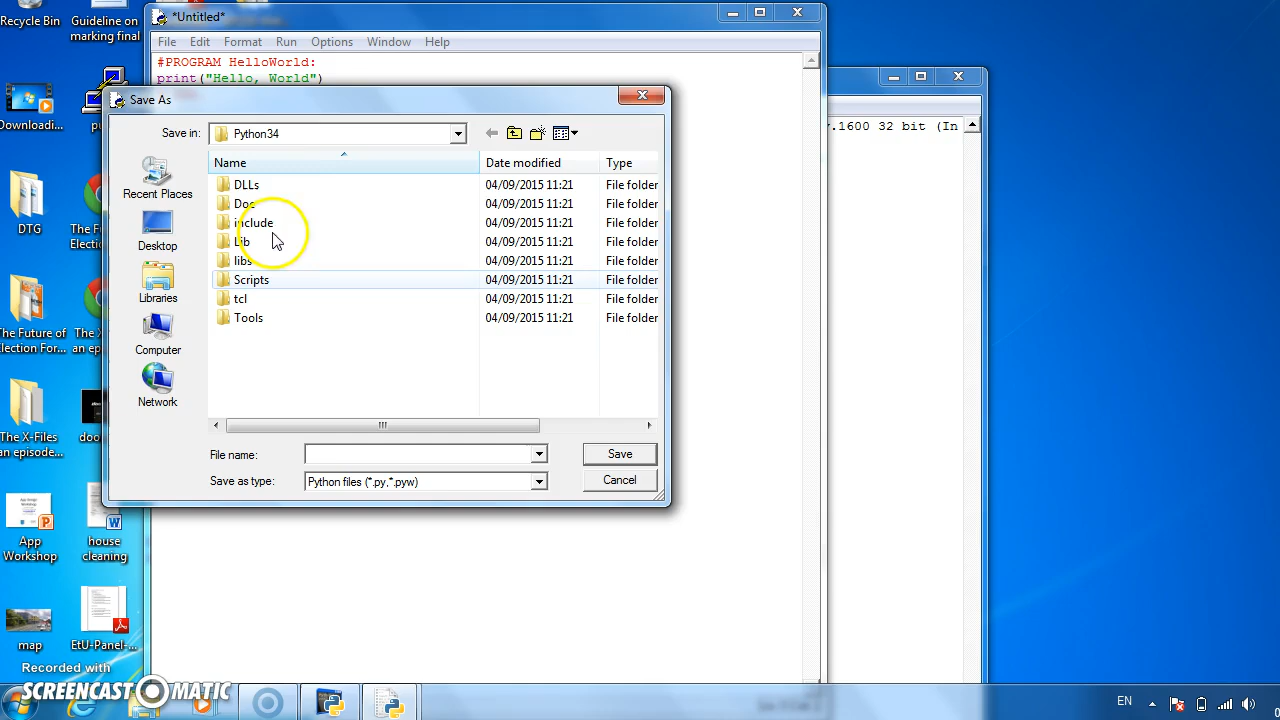 Recycle Bin
Guideline on
marking final
*Untitled*
File Edit Format Run Options Window Help
#PROGRAM HelloWorld:
print("Hello, World")
Save As
Save in: Python34
Name Date modified Type
DLLs 04/09/2015 11:21 File folder
Doc 04/09/2015 11:21 File folder
include 04/09/2015 11:21 File folder
Lib 04/09/2015 11:21 File folder
libs 04/09/2015 11:21 File folder
Scripts 04/09/2015 11:21 File folder
tcl 04/09/2015 11:21 File folder
Tools 04/09/2015 11:21 File folder
Recent Places
Desktop
Libraries
Computer
Network
File name:
Save
Save as type: Python files (*.py,*.pyw)
Cancel
v.1600 32 bit (In
Downloadi...
pu
DTG
The Fu
Election
The Future of
Election For...
The X
an ep
The X-Files
an episode...
doo
App
Workshop
house
cleaning
map
EtU-Panel-...
Recorded with
SCREENCAST MATIC
EN